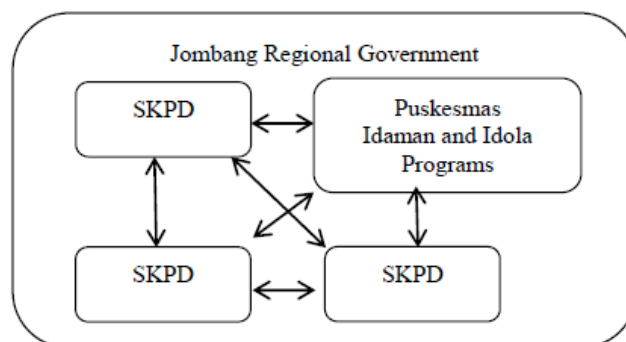 Jombang Regional Government
SKPD
Puskesmas
Idaman and Idola
Programs
SKPD
SKPD